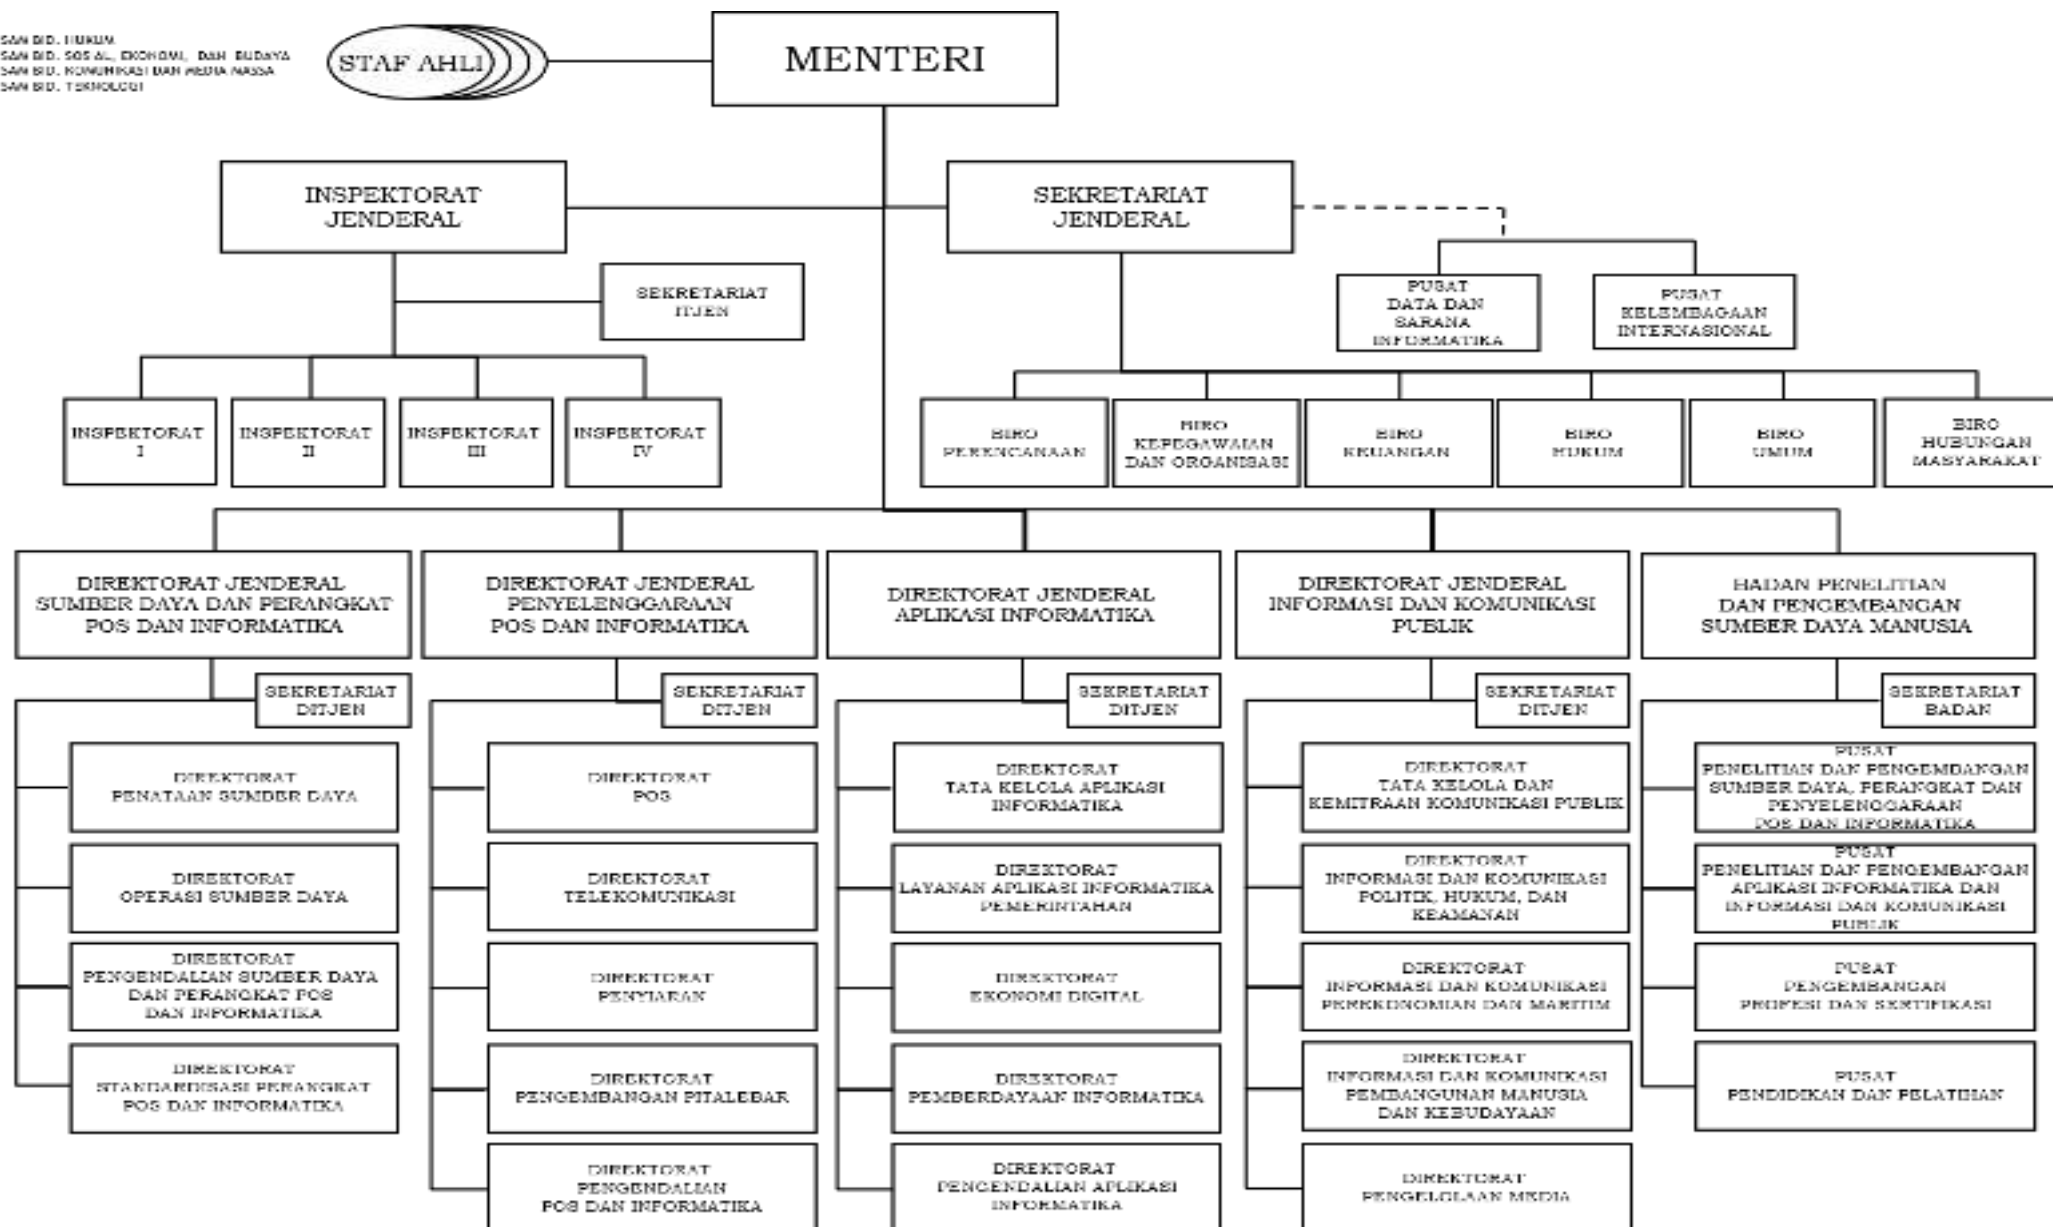 SAM BID. HUKUM
SAM BID. SOSIAL, EKONOMI, DAN BUDAYA
SAM BID. KOMUNIKASI DAN MEDIA MASSA
SAM BID. TEKNOLOGI
STAF AHLI
MENTERI
INSPEKTORAT
JENDERAL
SEKRETARIAT
JENDERAL
SEKRETARIAT
ITJEN
PUSAT
DATA DAN
SARANA
INFORMATIKA
PUSAT
KELEMBAGAAN
INTERNASIONAL
INSPEKTORAT
I
INSPEKTORAT
II
INSPEKTORAT
III
INSPEKTORAT
IV
BIRO
PERENCANAAN
BIRO
KEPEGAWAIAN
DAN ORGANISASI
BIRO
KEUANGAN
BIRO
HUKUM
BIRO
UMUM
BIRO
HUBUNGAN
MASYARAKAT
DIREKTORAT JENDERAL
SUMBER DAYA DAN PERANGKAT
POS DAN INFORMATIKA
DIREKTORAT JENDERAL
PENYELENGGARAAN
POS DAN INFORMATIKA
DIREKTORAT JENDERAL
APLIKASI INFORMATIKA
DIREKTORAT JENDERAL
INFORMASI DAN KOMUNIKASI
PUBLIK
BADAN PENELITIAN
DAN PENGEMBANGAN
SUMBER DAYA MANUSIA
SEKRETARIAT
DITJEN
SEKRETARIAT
DITJEN
SEKRETARIAT
DITJEN
SEKRETARIAT
DITJEN
SEKRETARIAT
BADAN
DIREKTORAT
PENATAAN SUMBER DAYA
DIREKTORAT
OPERASI SUMBER DAYA
DIREKTORAT
PENGENDALIAN SUMBER DAYA
DAN PERANGKAT POS
DAN INFORMATIKA
DIREKTORAT
STANDARDISASI PERANGKAT
POS DAN INFORMATIKA
DIREKTORAT
POS
DIREKTORAT
TELEKOMUNIKASI
DIREKTORAT
PENYIARAN
DIREKTORAT
PENGEMBANGAN PITALEBAR
DIREKTORAT
PENGENDALIAN
POS DAN INFORMATIKA
DIREKTORAT
TATA KELOLA APLIKASI
INFORMATIKA
DIREKTORAT
LAYANAN APLIKASI INFORMATIKA
PEMERINTAHAN
DIREKTORAT
EKONOMI DIGITAL
DIREKTORAT
PEMBERDAYAAN INFORMATIKA
DIREKTORAT
PENGENDALIAN APLIKASI
INFORMATIKA
DIREKTORAT
TATA KELOLA DAN
KEMITRAAN KOMUNIKASI PUBLIK
DIREKTORAT
INFORMASI DAN KOMUNIKASI
POLITIK, HUKUM, DAN
KEAMANAN
DIREKTORAT
INFORMASI DAN KOMUNIKASI
PEREKONOMIAN DAN MARITIM
DIREKTORAT
INFORMASI DAN KOMUNIKASI
PEMBANGUNAN MANUSIA
DAN KEBUDAYAAN
DIREKTORAT
PENGELOLAAN MEDIA
PUSAT
PENELITIAN DAN PENGEMBANGAN
SUMBER DAYA, PERANGKAT DAN
PENYELENGGARAAN
POS DAN INFORMATIKA
PUSAT
PENELITIAN DAN PENGEMBANGAN
APLIKASI INFORMATIKA DAN
INFORMASI DAN KOMUNIKASI
PUBLIK
PUSAT
PENGEMBANGAN
PROFESI DAN SERTIFIKASI
PUSAT
PENDIDIKAN DAN PELATIHAN